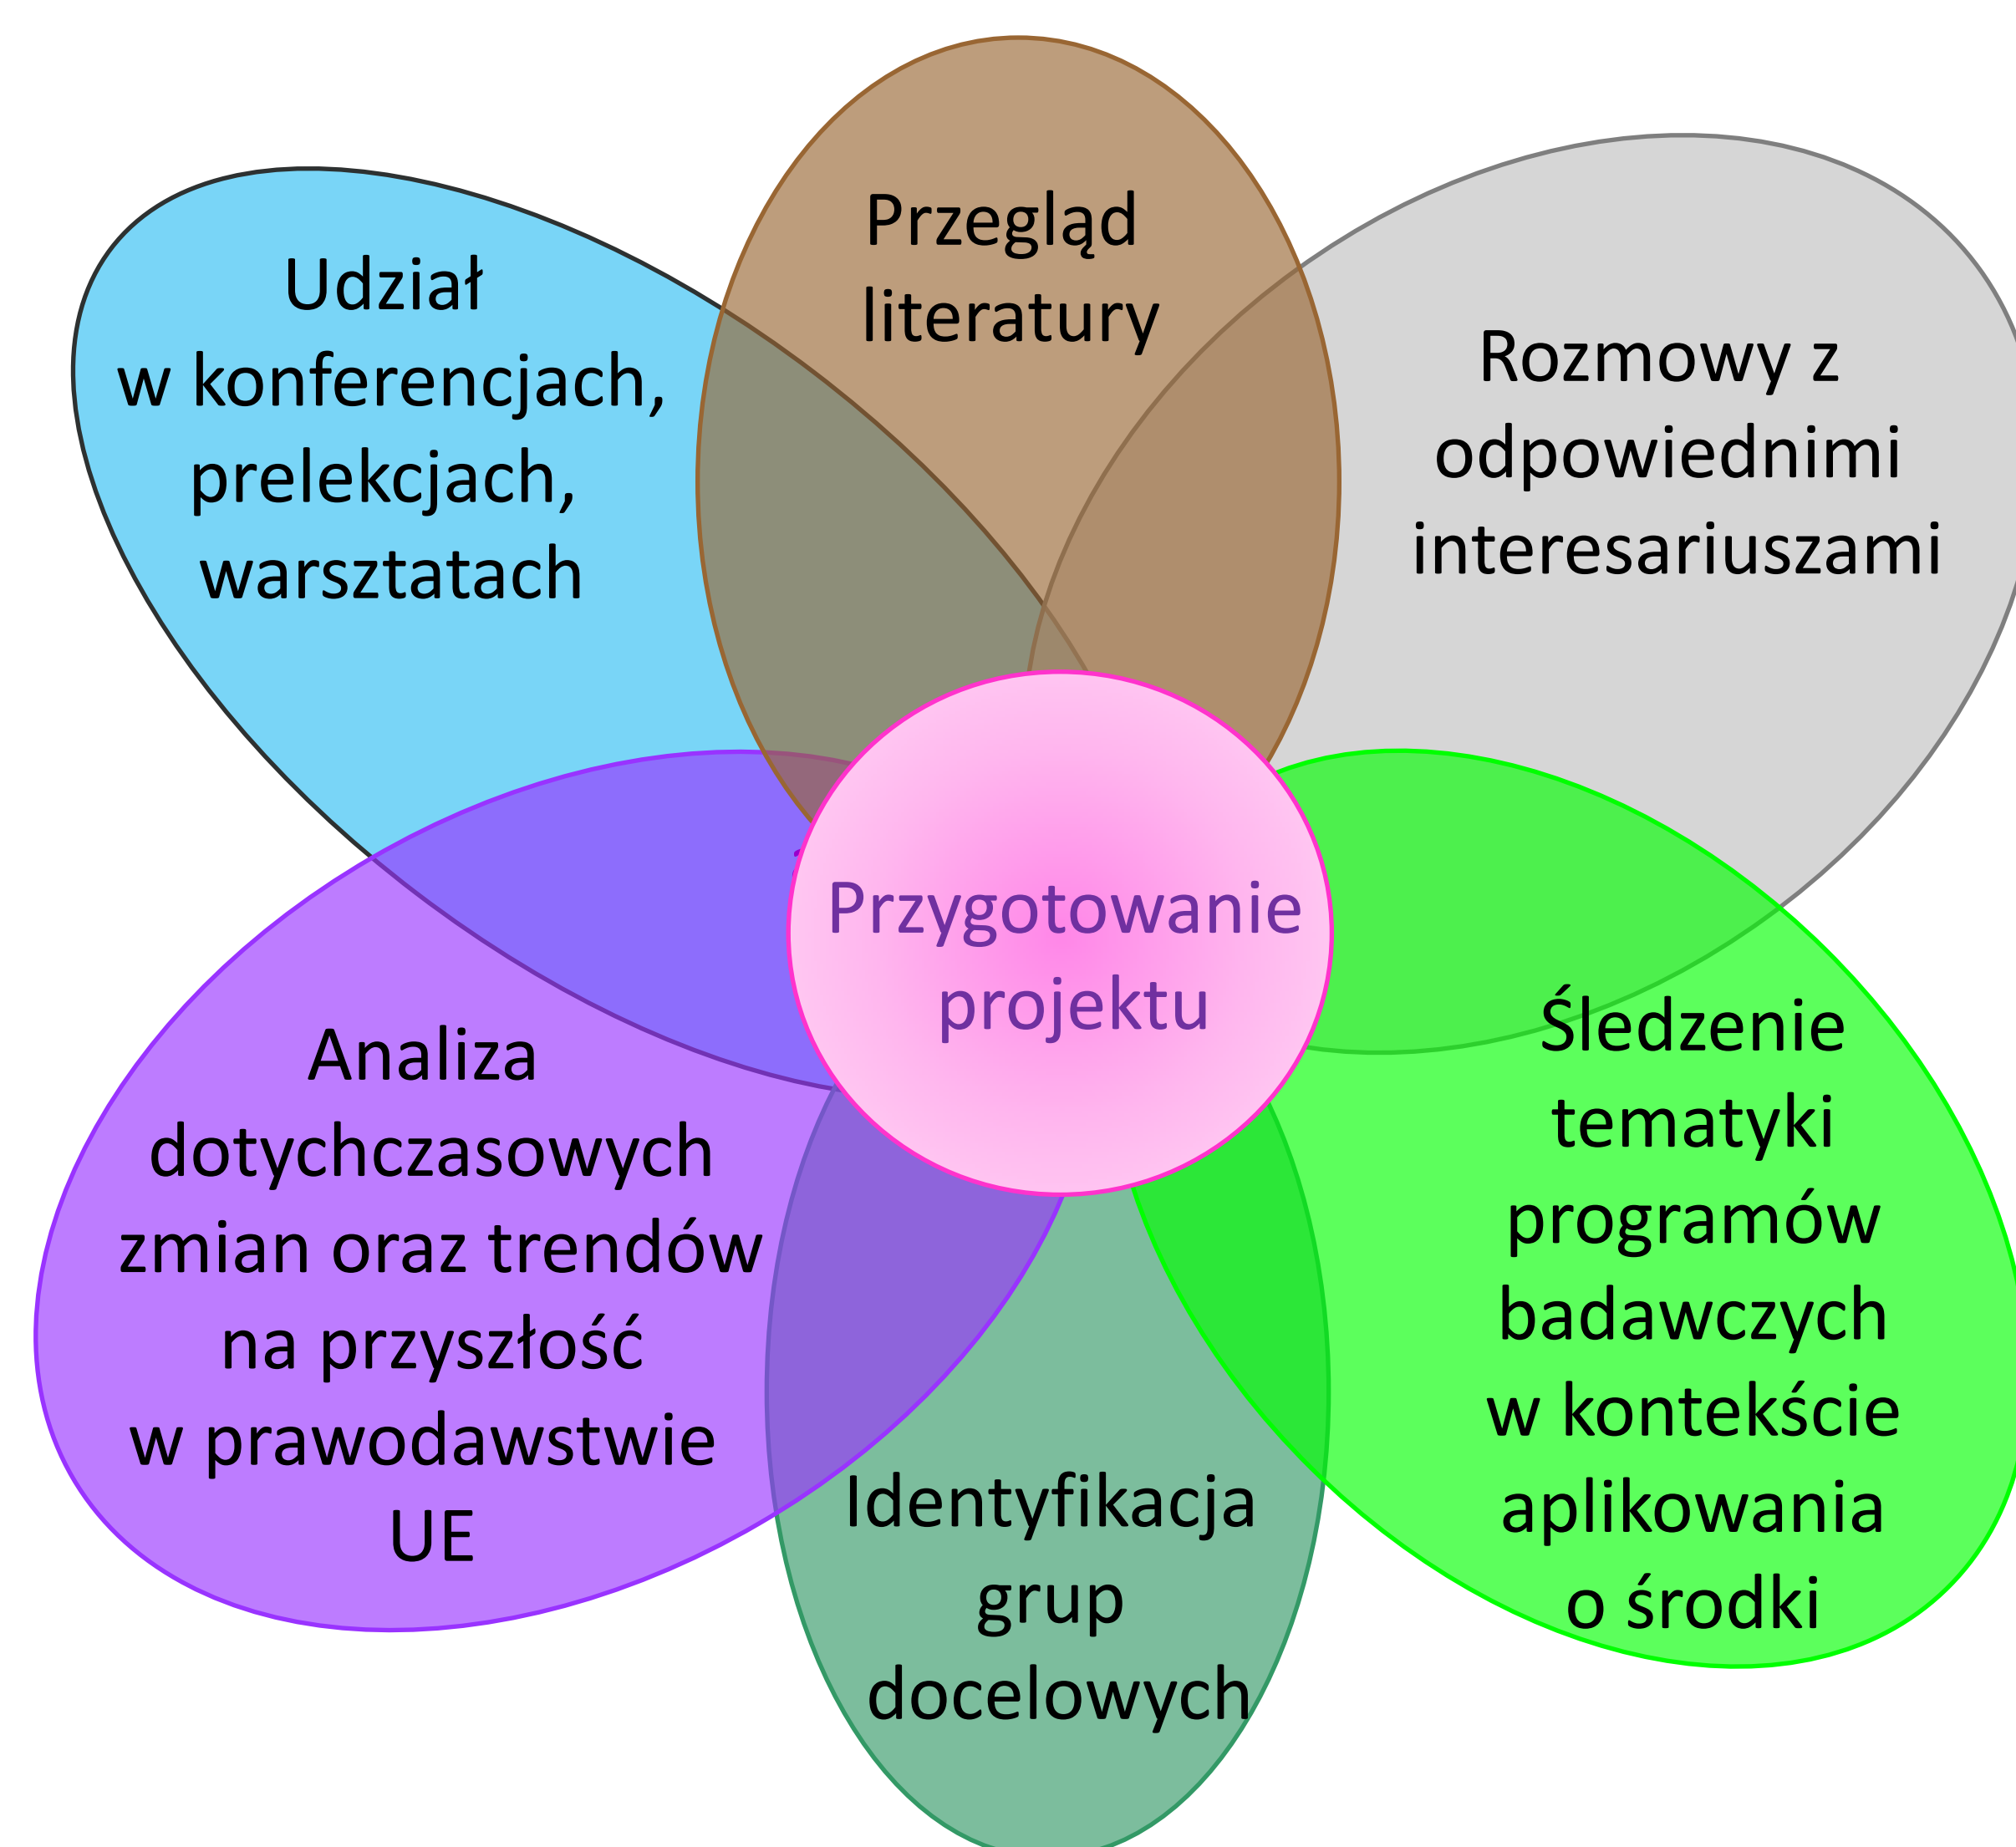 Przegląd
literatury
Udział
w konferencjach,
prelekcjach,
warsztatach
Rozmowy z
odpowiednimi
interesariuszami
Przygotowanie
projektu
Analiza
dotychczasowych
zmian oraz trendów
na przyszłość
w prawodawstwie
UE
Śledzenie
tematyki
programów
badawczych
w kontekście
aplikowania
o środki
Identyfikacja
grup
docelowych